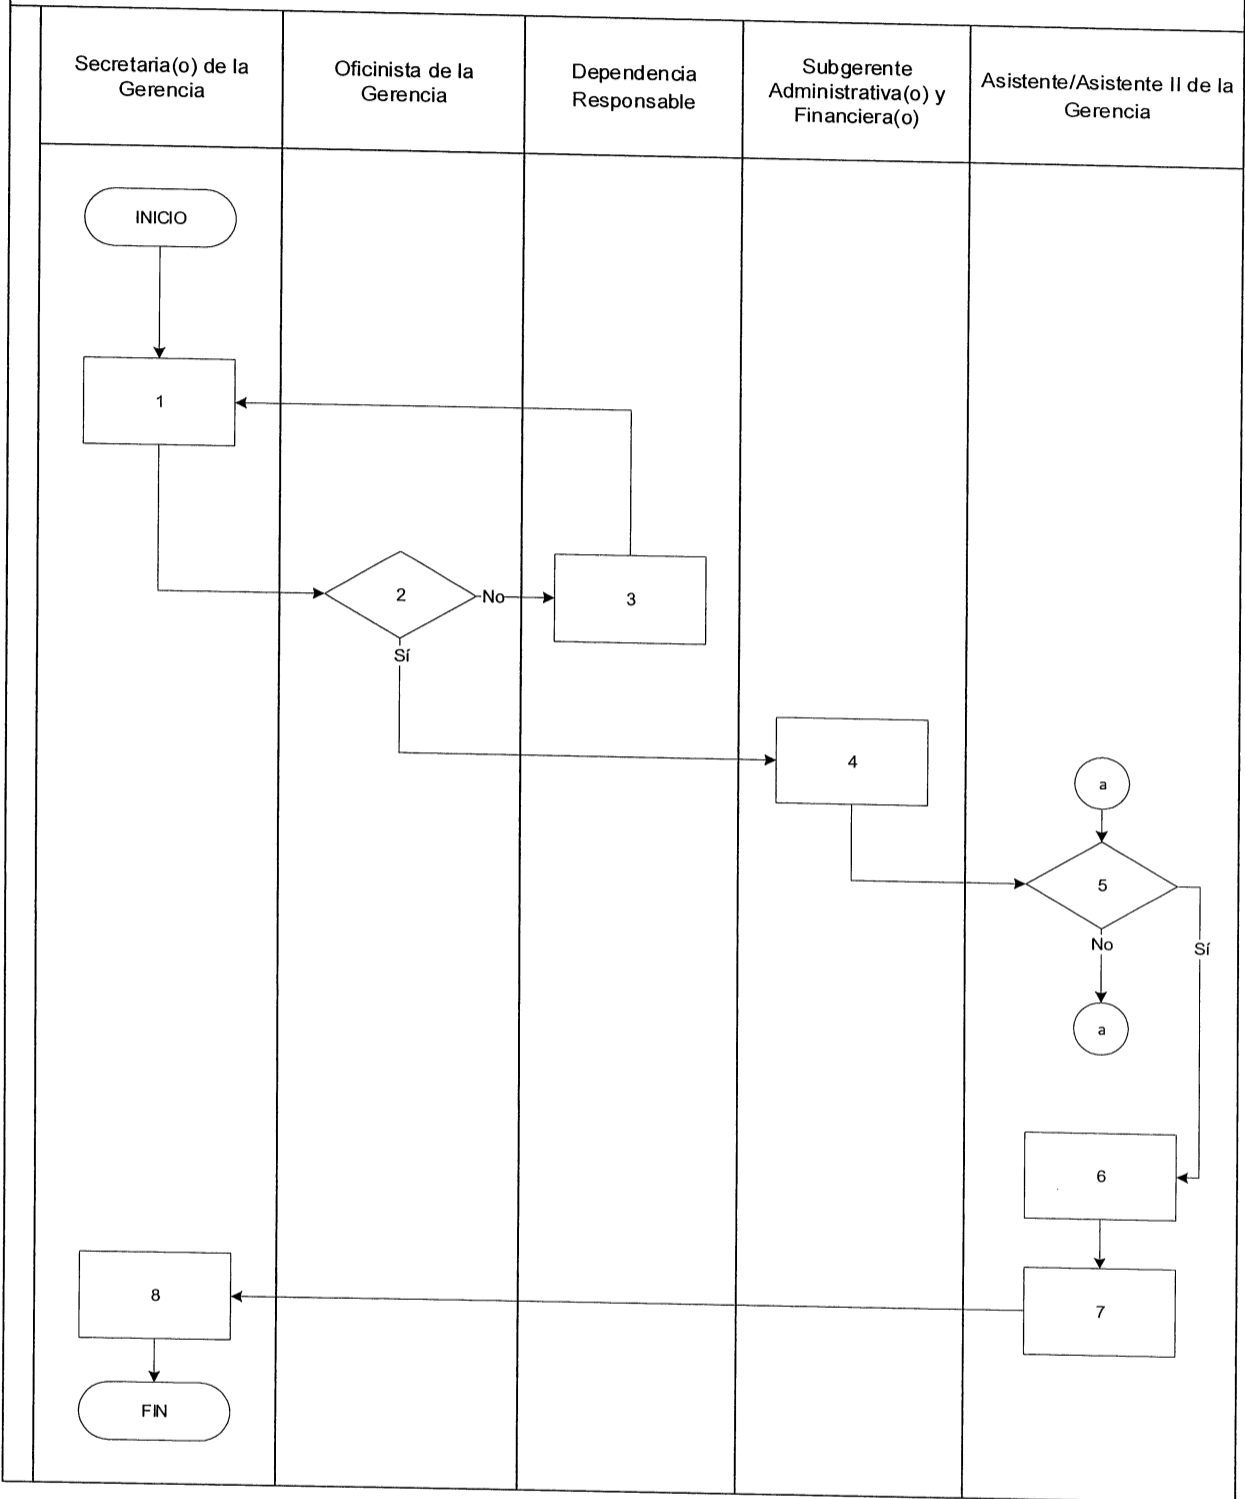 Secretaria(o) de la
Gerencia
Oficinista de la
Gerencia
Dependencia
Responsable
Subgerente
Administrativa(o) y
Financiera(o)
Asistente/Asistente II de la
Gerencia
INICIO
1
2
No
3
Sí
4
a
5
No
Sí
a
6
7
8
FIN